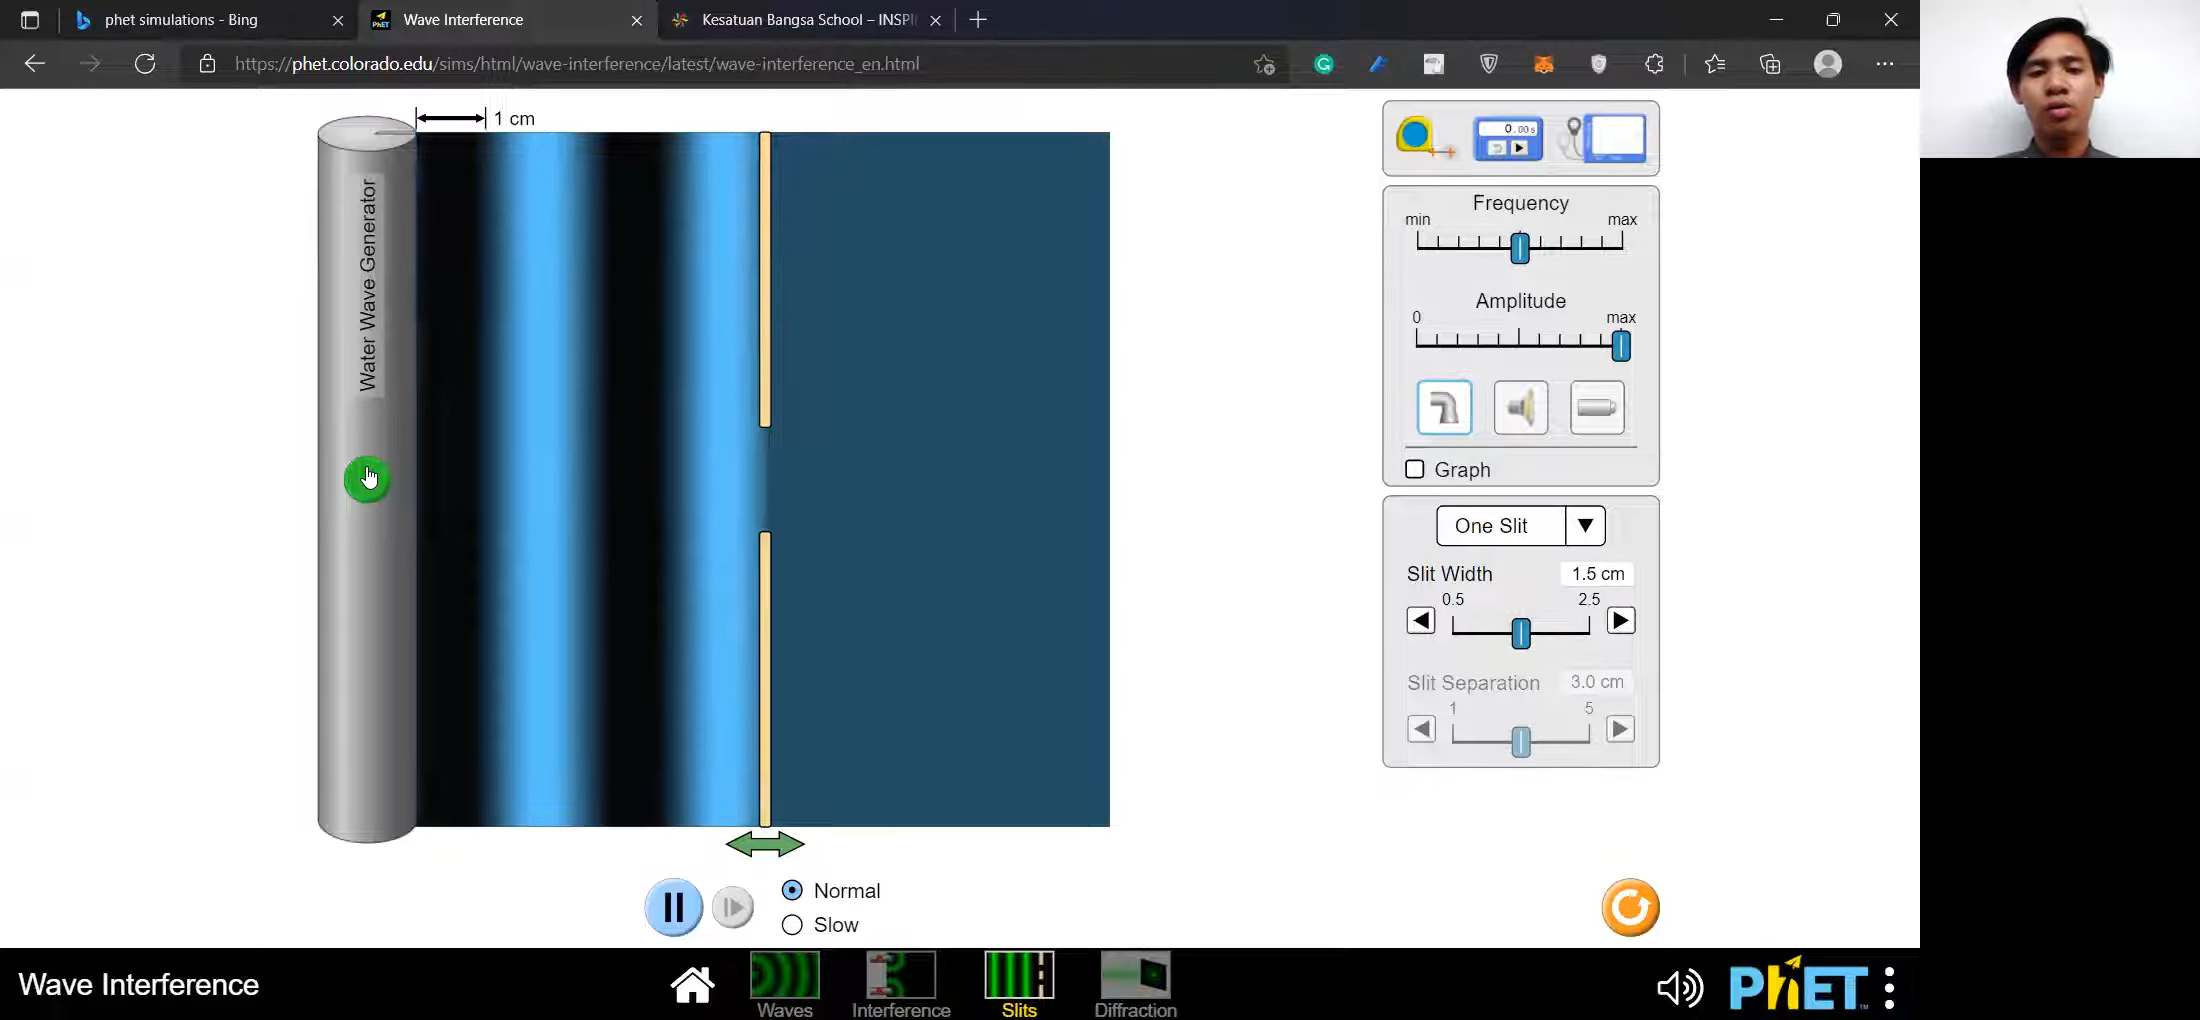 phet simulations - Bing
Wave Interference
Kesatuan Bangsa School – INSPI
https://phet.colorado.edu/sims/html/wave-interference/latest/wave-interference_en.html
1 cm
Water Wave Generator
0.00s
Frequency
min
max
Amplitude
0
max
Graph
One Slit
Slit Width
1.5 cm
0.5
2.5
Slit Separation
3.0 cm
1
5
Normal
Slow
Wave Interference
Waves
Interference
Slits
Diffraction
PhET